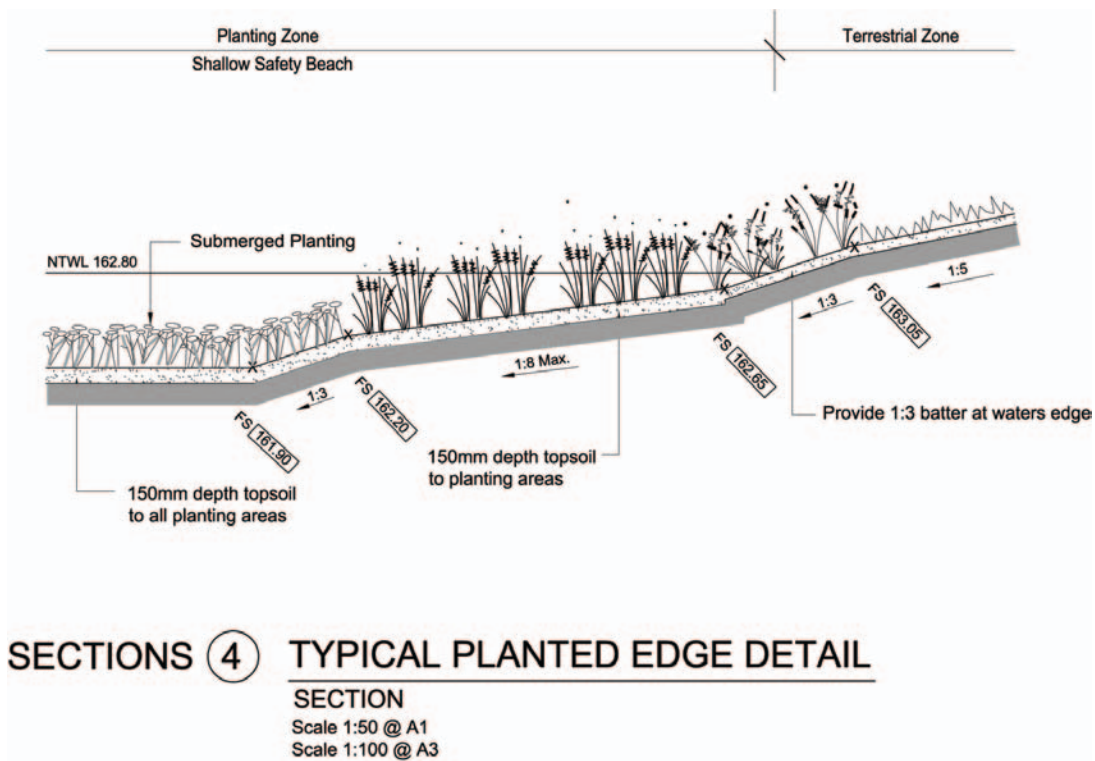 Planting Zone
Terrestrial Zone
Shallow Safety Beach
Submerged Planting
NTWL 162.80
1:5
1:3
FS 163.05
1:8 Max.
FS 162.65
1:3
FS 162.20
FS 161.90
Provide 1:3 batter at waters edge
150mm depth topsoil
to planting areas
150mm depth topsoil
to all planting areas
SECTIONS 4 TYPICAL PLANTED EDGE DETAIL
SECTION
Scale 1:50 @ A1
Scale 1:100 @ A3